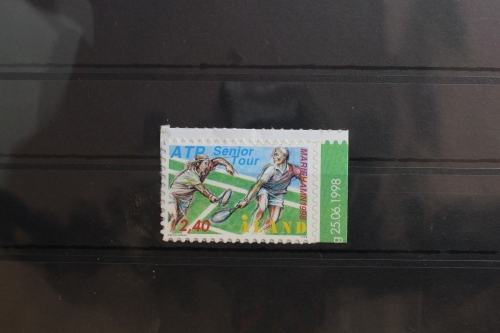 ATP Senior
Tour
MARIEHAMN 1998
2,40
ÅLAND
g 25.06.1998